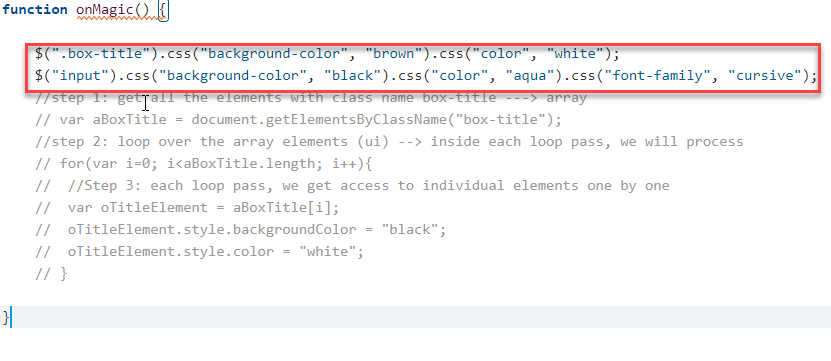 function onMagic() {
$(".box-title").css("background-color", "brown").css("color", "white");
$("input").css("background-color", "black").css("color", "aqua").css("font-family", "cursive");
//step 1: get all the elements with class name box-title ---> array
// var aBoxTitle = document.getElementsByClassName("box-title");
//step 2: loop over the array elements (ui) --> inside each loop pass, we will process
// for(var i=0; i<aBoxTitle.length; i++){
//  //Step 3: each loop pass, we get access to individual elements one by one
//  var oTitleElement = aBoxTitle[i];
//  oTitleElement.style.backgroundColor = "black";
//  oTitleElement.style.color = "white";
// }
}